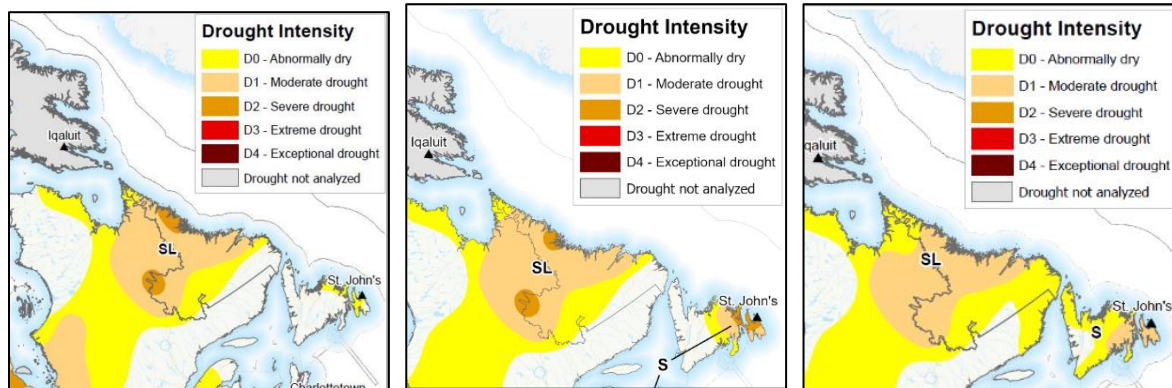 Drought Intensity
D0 - Abnormally dry
D1 - Moderate drought
D2 - Severe drought
D3 - Extreme drought
D4 - Exceptional drought
Drought not analyzed
Iqaluit
SL
St. John's
Charlottetown
Drought Intensity
D0 - Abnormally dry
D1 - Moderate drought
D2 - Severe drought
D3 - Extreme drought
D4 - Exceptional drought
Drought not analyzed
Iqaluit
SL
St. John's
S
Drought Intensity
D0 - Abnormally dry
D1 - Moderate drought
D2 - Severe drought
D3 - Extreme drought
D4 - Exceptional drought
Drought not analyzed
qaluit
SL
St. John's
S